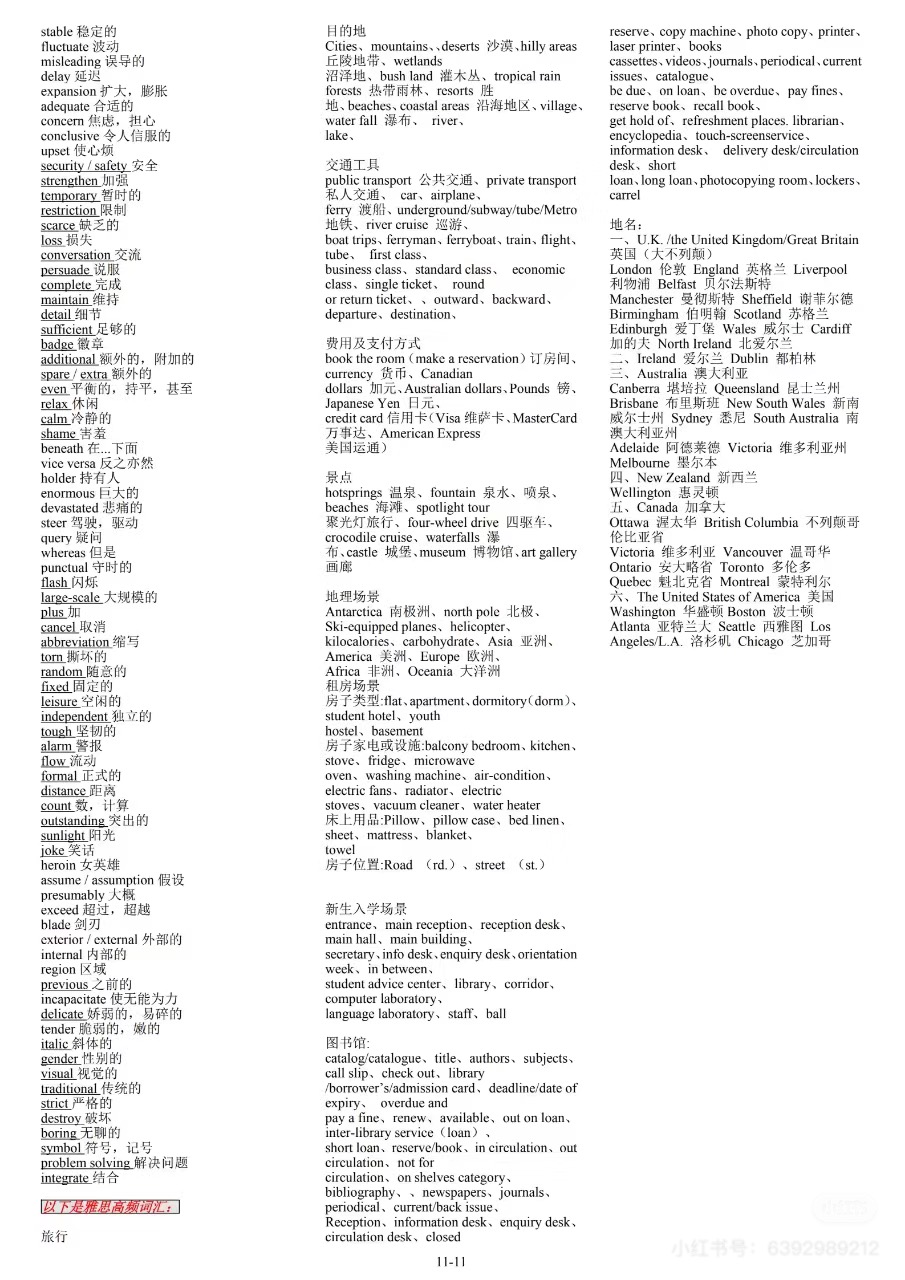 stable 稳定的
fluctuate 波动
misleading 误导的
delay 延迟
expansion 扩大，膨胀
adequate 合适的
concern 焦虑，担心
conclusive 令人信服的
upset 使心烦
security / safety 安全
strengthen 加强
temporary 暂时的
restriction 限制
scarce 缺乏的
loss 损失
conversation 交流
persuade 说服
complete 完成
maintain 维持
detail 细节
sufficient 足够的
badge 徽章
additional 额外的，附加的
spare / extra 额外的
even 平衡的，持平，甚至
relax 休闲
calm 冷静的
shame 害羞
beneath 在...下面
vice versa 反之亦然
holder 持有人
enormous 巨大的
devastated 悲痛的
steer 驾驶，驱动
query 疑问
whereas 但是
punctual 守时的
flash 闪烁
large-scale 大规模的
plus 加
cancel 取消
abbreviation 缩写
torn 撕坏的
random 随意的
fixed 固定的
leisure 空闲的
independent 独立的
tough 坚韧的
alarm 警报
flow 流动
formal 正式的
distance 距离
count 数，计算
outstanding 突出的
sunlight 阳光
joke 笑话
heroin 女英雄
assume / assumption 假设
presumably 大概
exceed 超过，超越
blade 剑刃
exterior / external 外部的
internal 内部的
region 区域
previous 之前的
incapacitate 使无能为力
delicate 娇弱的，易碎的
tender 脆弱的，嫩的
italic 斜体的
gender 性别的
visual 视觉的
traditional 传统的
strict 严格的
destroy 破坏
boring 无聊的
symbol 符号，记号
problem solving 解决问题
integrate 结合
以下是雅思高频词汇：
旅行
目的地
Cities、mountains、、deserts 沙漠、hilly areas
丘陵地带、wetlands
沼泽地、bush land 灌木丛、tropical rain
forests 热带雨林、resorts 胜
地、beaches、coastal areas 沿海地区、village、
water fall 瀑布、 river、
lake、
交通工具
public transport 公共交通、private transport
私人交通、 car、airplane、
ferry 渡船、underground/subway/tube/Metro
地铁、river cruise 巡游、
boat trips、ferryman、ferryboat、train、flight、
tube、 first class、
business class、standard class、 economic
class、single ticket、 round
or return ticket、、outward、backward、
departure、destination、
费用及支付方式
book the room（make a reservation）订房间、
currency 货币、Canadian
dollars 加元、Australian dollars、Pounds 镑、
Japanese Yen 日元、
credit card 信用卡（Visa 维萨卡、MasterCard
万事达、American Express
美国运通）
景点
hotsprings 温泉、fountain 泉水、喷泉、
beaches 海滩、spotlight tour
聚光灯旅行、four-wheel drive 四驱车、
crocodile cruise、waterfalls 瀑
布、castle 城堡、museum 博物馆、art gallery
画廊
地理场景
Antarctica 南极洲、north pole 北极、
Ski-equipped planes、helicopter、
kilocalories、carbohydrate、Asia 亚洲、
America 美洲、Europe 欧洲、
Africa 非洲、Oceania 大洋洲
租房场景
房子类型:flat、apartment、dormitory（dorm）、
student hotel、youth
hostel、basement
房子家电或设施:balcony bedroom、kitchen、
stove、fridge、microwave
oven、washing machine、air-condition、
electric fans、radiator、electric
stoves、vacuum cleaner、water heater
床上用品:Pillow、pillow case、bed linen、
sheet、mattress、blanket、
towel
房子位置:Road （rd.）、street （st.）
新生入学场景
entrance、main reception、reception desk、
main hall、main building、
secretary、info desk、enquiry desk、orientation
week、in between、
student advice center、library、corridor、
computer laboratory、
language laboratory、staff、ball
图书馆:
catalog/catalogue、title、authors、subjects、
call slip、check out、library
/borrower's/admission card、deadline/date of
expiry、 overdue and
pay a fine、renew、available、out on loan、
inter-library service（loan）、
short loan、reserve/book、in circulation、out
circulation、not for
circulation、on shelves category、
bibliography、、newspapers、journals、
periodical、current/back issue、
Reception、information desk、enquiry desk、
circulation desk、closed
reserve、copy machine、photo copy、printer、
laser printer、books
cassettes、videos、journals、periodical、current
issues、catalogue、
be due、on loan、be overdue、pay fines、
reserve book、recall book、
get hold of、refreshment places. librarian、
encyclopedia、touch-screenservice、
information desk、 delivery desk/circulation
desk、short
loan、long loan、photocopying room、lockers、
carrel
地名：
一、U.K. /the United Kingdom/Great Britain
英国（大不列颠）
London 伦敦 England 英格兰 Liverpool
利物浦 Belfast 贝尔法斯特
Manchester 曼彻斯特 Sheffield 谢菲尔德
Birmingham 伯明翰 Scotland 苏格兰
Edinburgh 爱丁堡 Wales 威尔士 Cardiff
加的夫 North Ireland 北爱尔兰
二、Ireland 爱尔兰 Dublin 都柏林
三、Australia 澳大利亚
Canberra 堪培拉 Queensland 昆士兰州
Brisbane 布里斯班 New South Wales 新南
威尔士州 Sydney 悉尼 South Australia 南
澳大利亚州
Adelaide 阿德莱德 Victoria 维多利亚州
Melbourne 墨尔本
四、New Zealand 新西兰
Wellington 惠灵顿
五、Canada 加拿大
Ottawa 渥太华 British Columbia 不列颠哥
伦比亚省
Victoria 维多利亚 Vancouver 温哥华
Ontario 安大略省 Toronto 多伦多
Quebec 魁北克省 Montreal 蒙特利尔
六、The United States of America 美国
Washington 华盛顿 Boston 波士顿
Atlanta 亚特兰大 Seattle 西雅图 Los
Angeles/L.A. 洛杉矶 Chicago 芝加哥
小红书号：6392989212
11-11